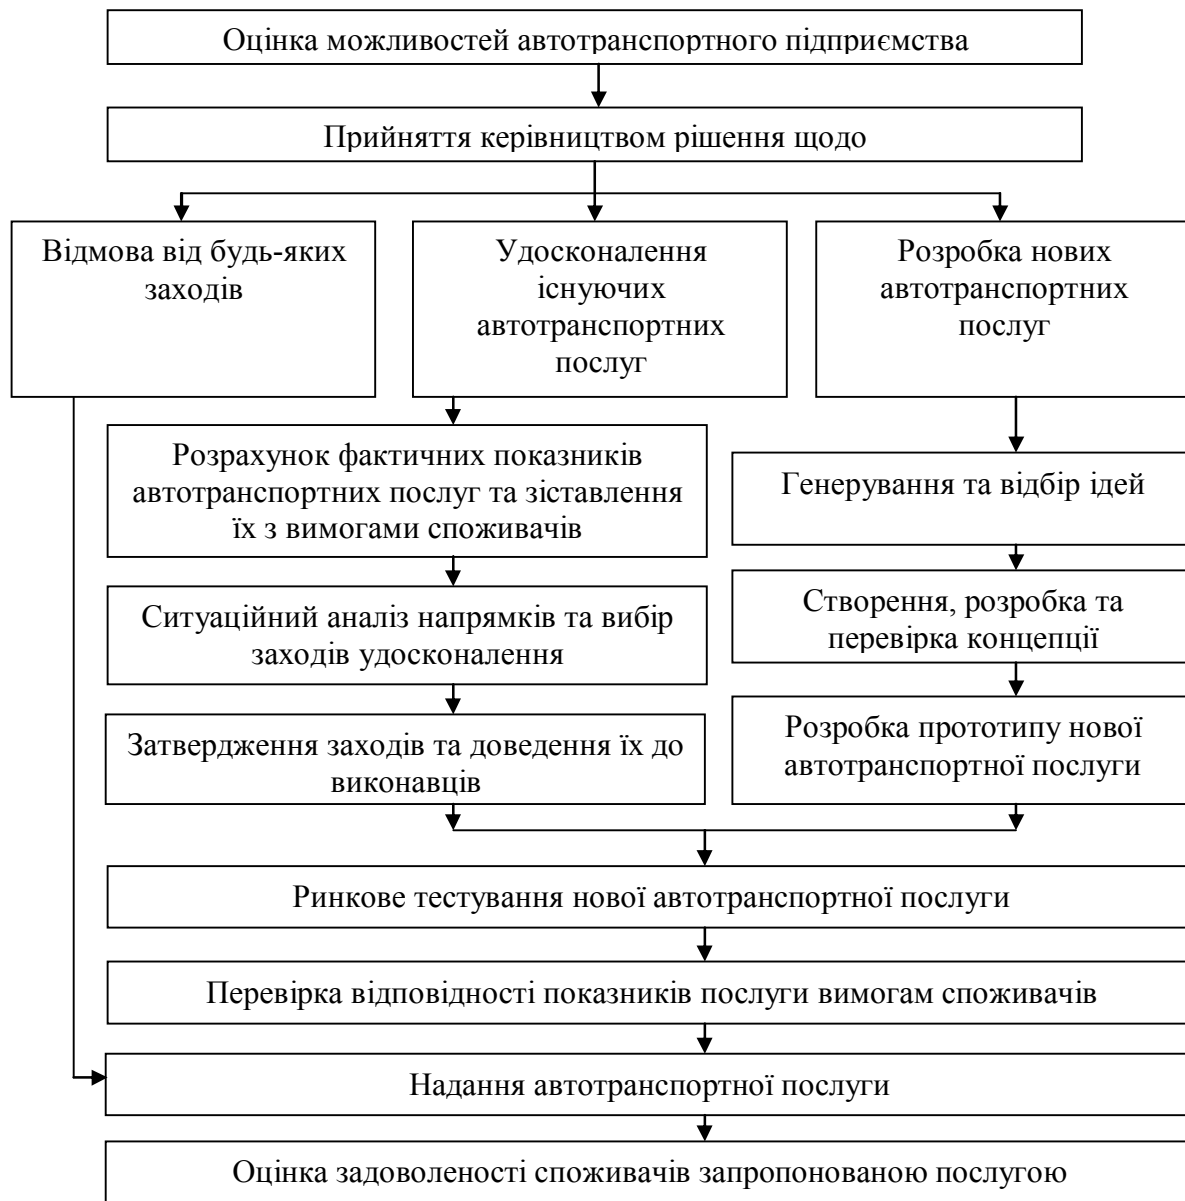 Оцінка можливостей автотранспортного підприємства
Прийняття керівництвом рішення щодо
Відмова від будь-яких
заходів
Удосконалення
існуючих
автотранспортних
послуг
Розробка нових
автотранспортних
послуг
Розрахунок фактичних показників
автотранспортних послуг та зіставлення
їх з вимогами споживачів
Генерування та відбір ідей
Ситуаційний аналіз напрямків та вибір
заходів удосконалення
Створення, розробка та
перевірка концепції
Затвердження заходів та доведення їх до
виконавців
Розробка прототипу нової
автотранспортної послуги
Ринкове тестування нової автотранспортної послуги
Перевірка відповідності показників послуги вимогам споживачів
Надання автотранспортної послуги
Оцінка задоволеності споживачів запропонованою послугою